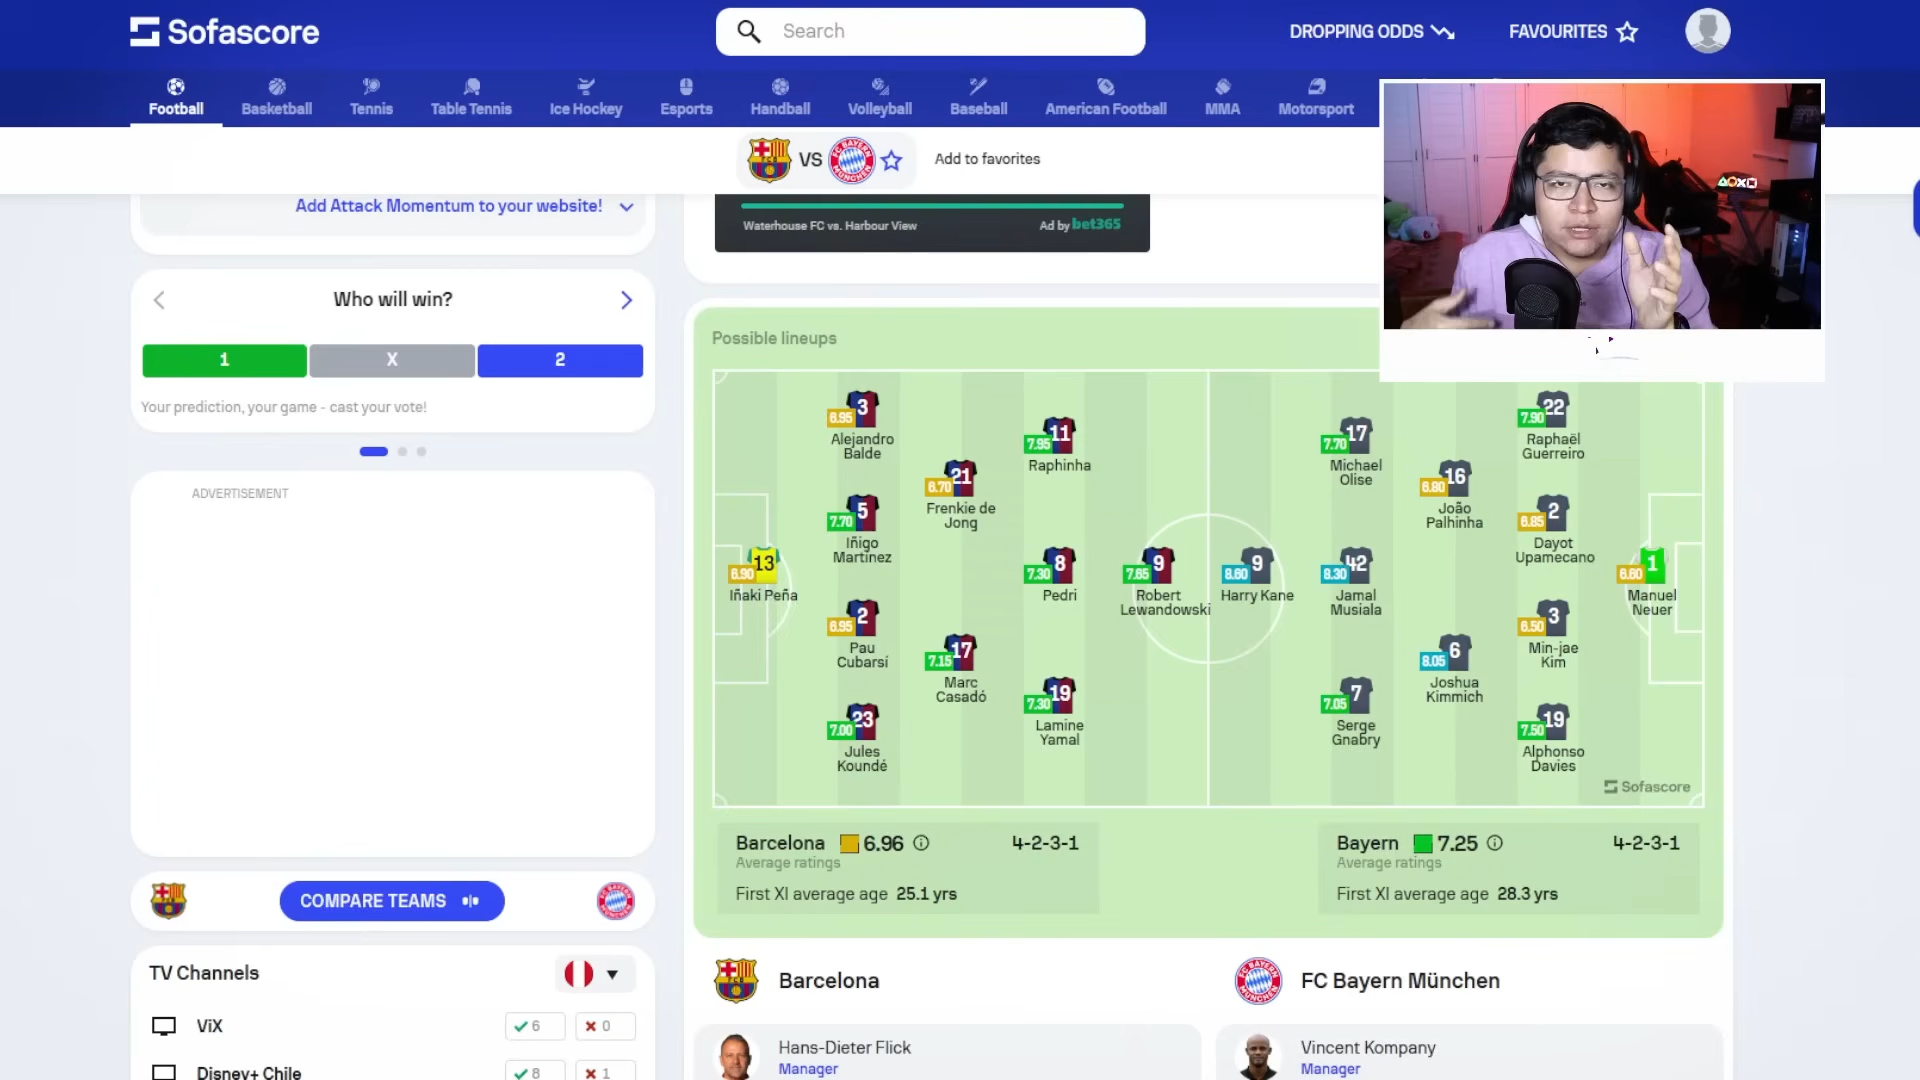 Sofascore
Search
DROPPING ODDS
FAVOURITES
Football
Basketball
Tennis
Table Tennis
Ice Hockey
Esports
Handball
Volleyball
Baseball
American Football
MMA
Motorsport
VS
Add to favorites
Add Attack Momentum to your website!
Waterhouse FC vs. Harbour View
Ad by bet365
Who will win?
1
X
2
Your prediction, your game - cast your vote!
ADVERTISEMENT
COMPARE TEAMS
TV Channels
ViX
6
0
Disney+ Chile
8
1
Possible lineups
13
6.90
Iñaki Peña
3
6.95
Alejandro
Balde
5
7.70
Iñigo
Martínez
2
6.95
Pau
Cubarsí
23
7.00
Jules
Koundé
21
6.70
Frenkie de
Jong
17
7.15
Marc
Casadó
11
7.95
Raphinha
8
7.30
Pedri
19
7.30
Lamine
Yamal
9
7.65
Robert
Lewandowski
9
8.60
Harry Kane
17
7.70
Michael
Olise
42
8.30
Jamal
Musiala
7
7.05
Serge
Gnabry
16
6.80
João
Palhinha
6
8.05
Joshua
Kimmich
22
7.90
Raphaël
Guerreiro
2
6.85
Dayot
Upamecano
3
6.50
Min-jae
Kim
19
7.50
Alphonso
Davies
1
6.60
Manuel
Neuer
Sofascore
Barcelona 6.96 4-2-3-1
Average ratings
First XI average age 25.1 yrs
Bayern 7.25 4-2-3-1
Average ratings
First XI average age 28.3 yrs
Barcelona
Hans-Dieter Flick
Manager
FC Bayern München
Vincent Kompany
Manager